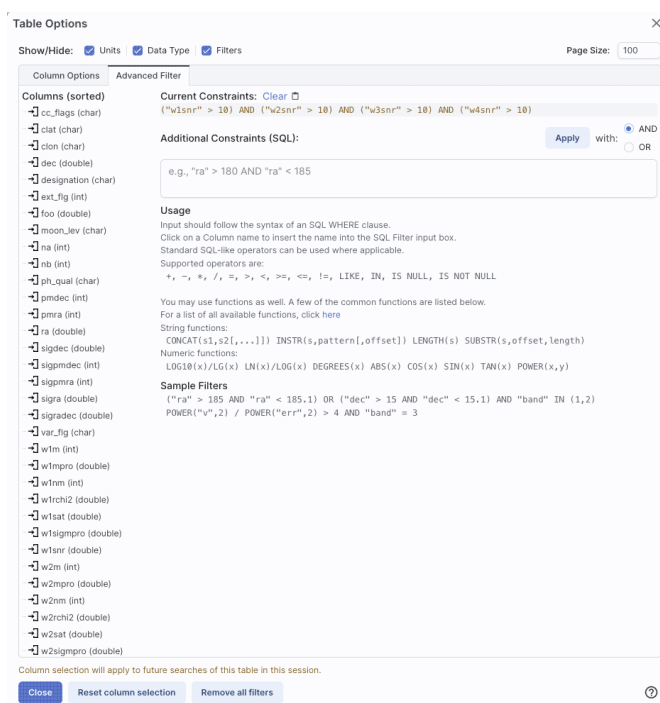 Table Options
Show/Hide: Units Data Type Filters Page Size: 100
Column Options Advanced Filter
Columns (sorted)
cc_flags (char)
clat (char)
clon (char)
dec (double)
designation (char)
ext_flg (int)
foo (double)
moon_lev (char)
na (int)
nb (int)
ph_qual (char)
pmdec (int)
pmra (int)
ra (double)
sigdec (double)
sigpmdec (int)
sigpmra (int)
sigra (double)
sigradec (double)
var_flg (char)
w1m (int)
w1mpro (double)
w1nm (int)
w1rchi2 (double)
w1sat (double)
w1sigmpro (double)
w1snr (double)
w2m (int)
w2mpro (double)
w2nm (int)
w2rchi2 (double)
w2sat (double)
w2sigmpro (double)
Current Constraints: Clear
("w1snr" > 10) AND ("w2snr" > 10) AND ("w3snr" > 10) AND ("w4snr" > 10)
Additional Constraints (SQL): Apply with: AND
OR
e.g., "ra" > 180 AND "ra" < 185
Usage
Input should follow the syntax of an SQL WHERE clause.
Click on a Column name to insert the name into the SQL Filter input box.
Standard SQL-like operators can be used where applicable.
Supported operators are:
+, -, *, /, =, >, <, >=, <=, !=, LIKE, IN, IS NULL, IS NOT NULL
You may use functions as well. A few of the common functions are listed below.
For a list of all available functions, click here
String functions:
CONCAT(s1,s2[,...]]) INSTR(s,pattern[,offset]) LENGTH(s) SUBSTR(s,offset,length)
Numeric functions:
LOG10(x)/LG(x) LN(x)/LOG(x) DEGREES(x) ABS(x) COS(x) SIN(x) TAN(x) POWER(x,y)
Sample Filters
("ra" > 185 AND "ra" < 185.1) OR ("dec" > 15 AND "dec" < 15.1) AND "band" IN (1,2)
POWER("v",2) / POWER("err",2) > 4 AND "band" = 3
Column selection will apply to future searches of this table in this session.
Close Reset column selection Remove all filters